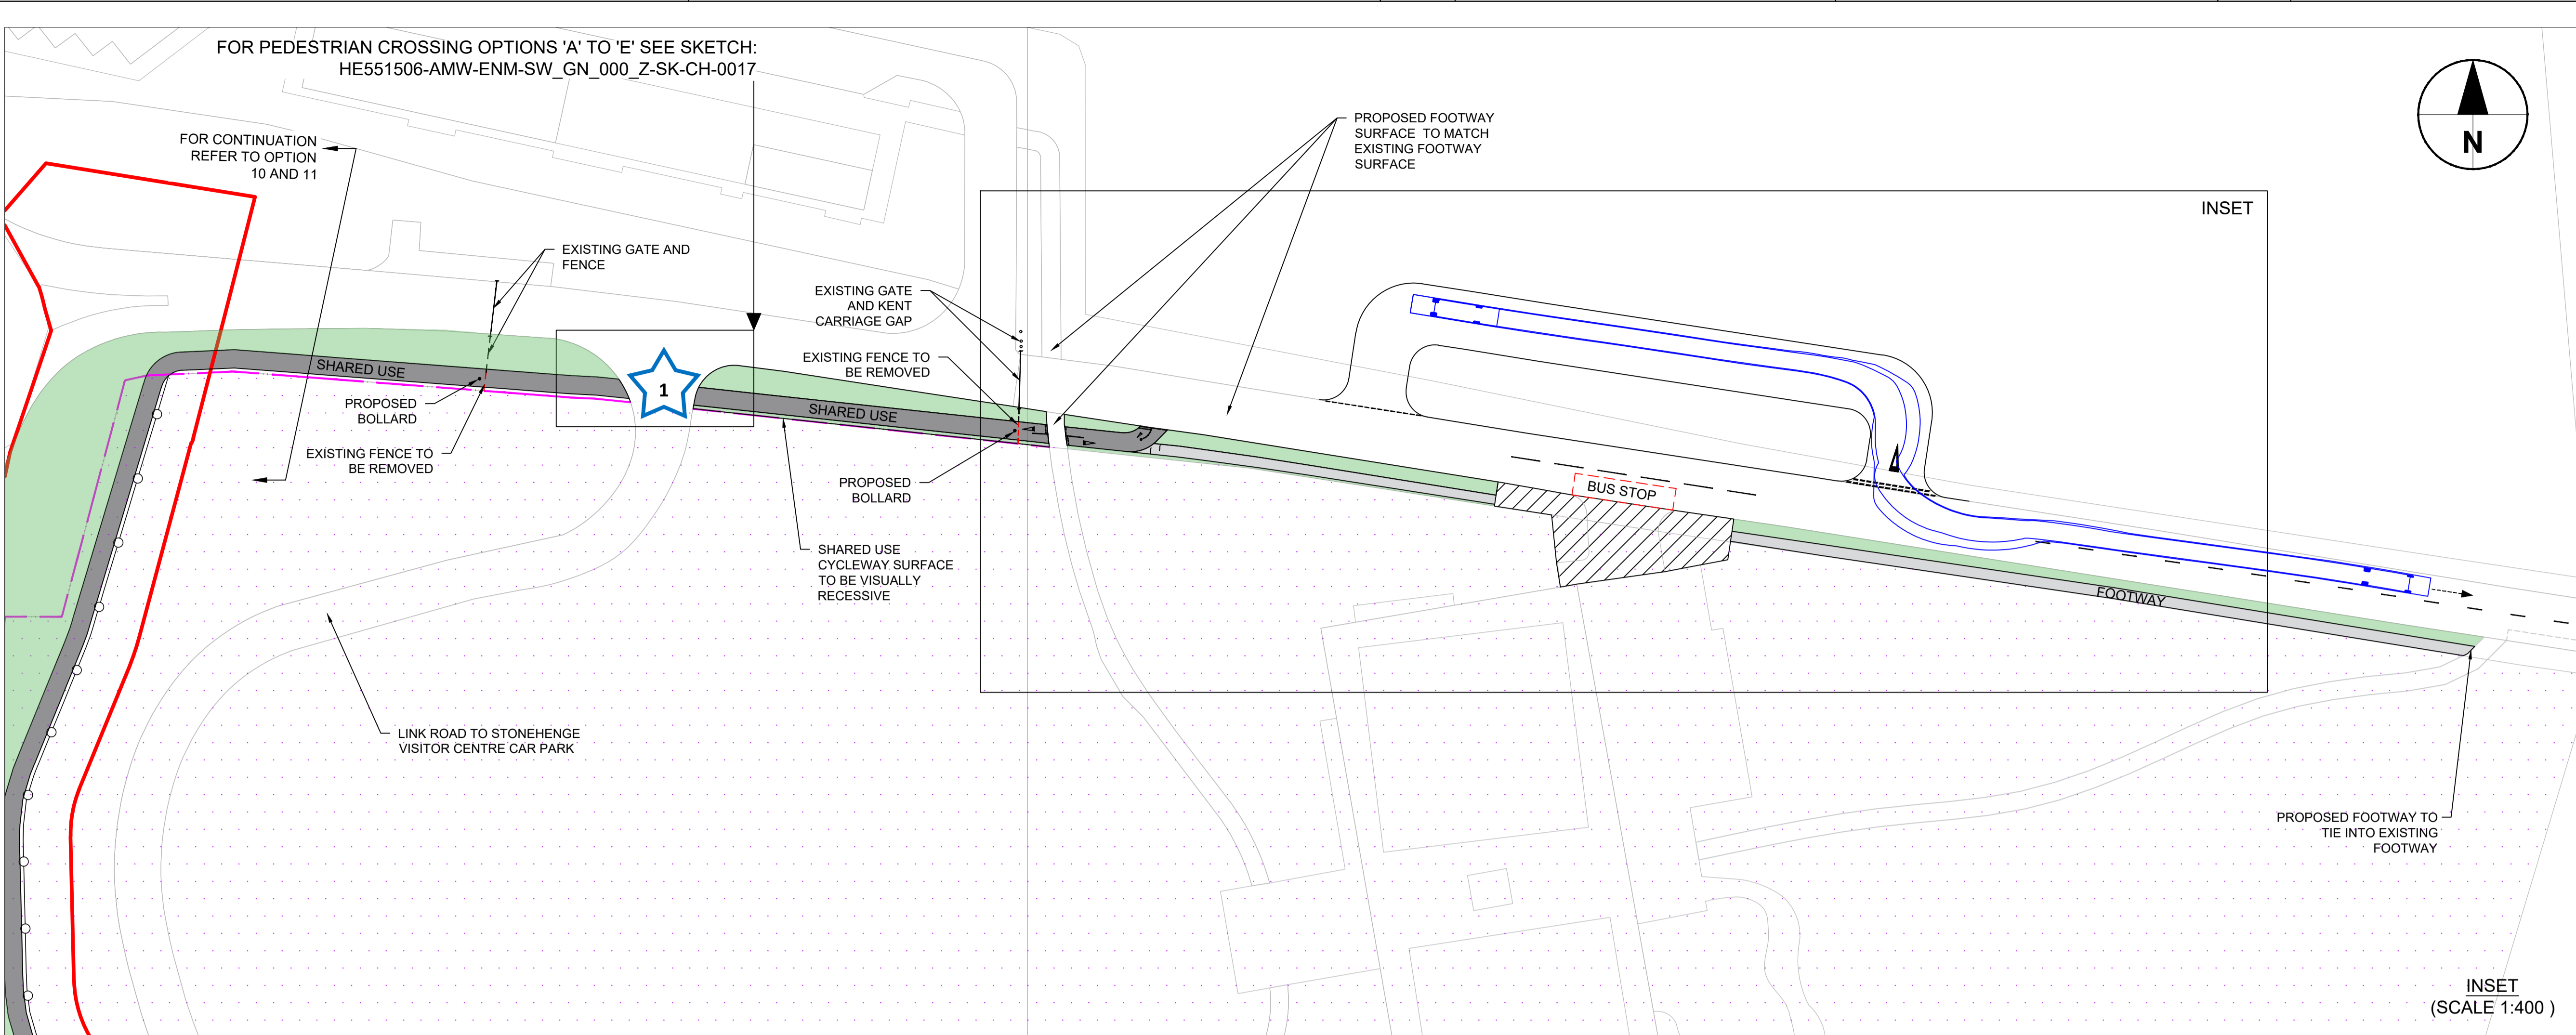 FOR PEDESTRIAN CROSSING OPTIONS 'A' TO 'E' SEE SKETCH:
HE551506-AMW-ENM-SW_GN_000_Z-SK-CH-0017
FOR CONTINUATION
REFER TO OPTION
10 AND 11
PROPOSED FOOTWAY
SURFACE TO MATCH
EXISTING FOOTWAY
SURFACE
N
INSET
EXISTING GATE AND
FENCE
EXISTING GATE
AND KENT
CARRIAGE GAP
EXISTING FENCE TO
BE REMOVED
SHARED USE
1
SHARED USE
PROPOSED
BOLLARD
EXISTING FENCE TO
BE REMOVED
PROPOSED
BOLLARD
BUS STOP
SHARED USE
CYCLEWAY SURFACE
TO BE VISUALLY
RECESSIVE
FOOTWAY
LINK ROAD TO STONEHENGE
VISITOR CENTRE CAR PARK
PROPOSED FOOTWAY TO
TIE INTO EXISTING
FOOTWAY
INSET
(SCALE 1:400 )